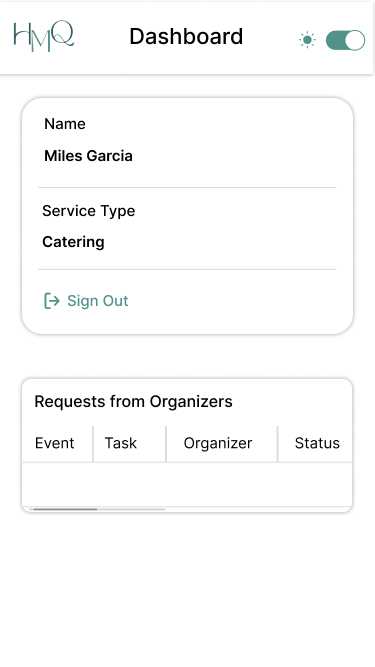 HMQ
Dashboard
Name
Miles Garcia
Service Type
Catering
Sign Out
Requests from Organizers
Event Task Organizer Status